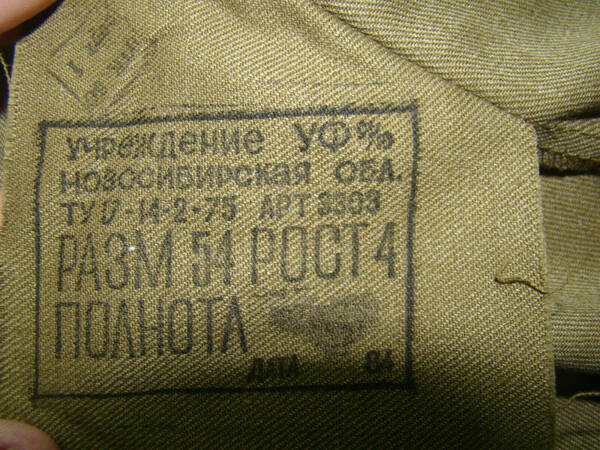 УЧРЕЖДЕНИЕ УФ%
НОВОСИБИРСКАЯ ОБЛ.
ТУ 17-14-2-75 АРТ 3303
РАЗМ 54 РОСТ 4
ПОЛНОТА
ДАТА 84